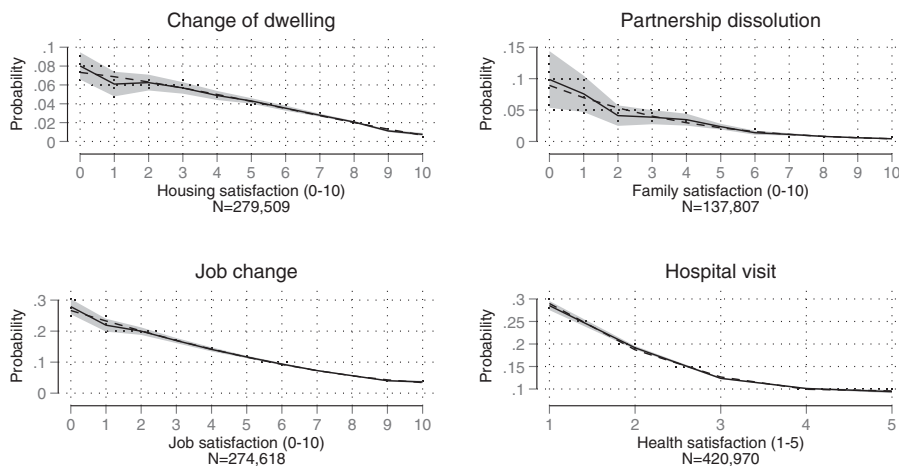 Change of dwelling
Probability
.1
.08
.06
.04
.02
0
0 1 2 3 4 5 6 7 8 9 10
Housing satisfaction (0-10)
N=279,509
Partnership dissolution
Probability
.15
.1
.05
0
0 1 2 3 4 5 6 7 8 9 10
Family satisfaction (0-10)
N=137,807
Job change
Probability
.3
.2
.1
0
0 1 2 3 4 5 6 7 8 9 10
Job satisfaction (0-10)
N=274,618
Hospital visit
Probability
.3
.25
.2
.15
.1
1 2 3 4 5
Health satisfaction (1-5)
N=420,970